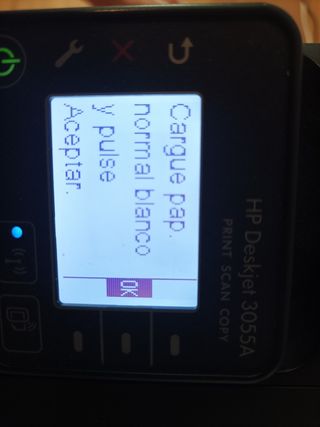 HP Deskjet 3055A
PRINT SCAN COPY
Cargue pap.
normal blanco
y pulse
Aceptar.
OK